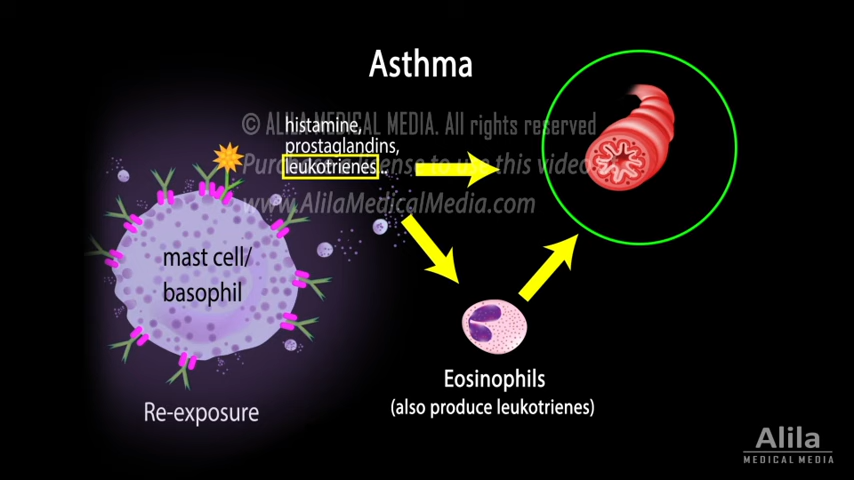 Asthma
© ALILA MEDICAL MEDIA. All rights reserved
histamine,
prostaglandins,
leukotrienes..
Purchase a license to use this video
www.AlilaMedicalMedia.com
mast cell/
basophil
Re-exposure
Eosinophils
(also produce leukotrienes)
Alila
MEDICAL MEDIA